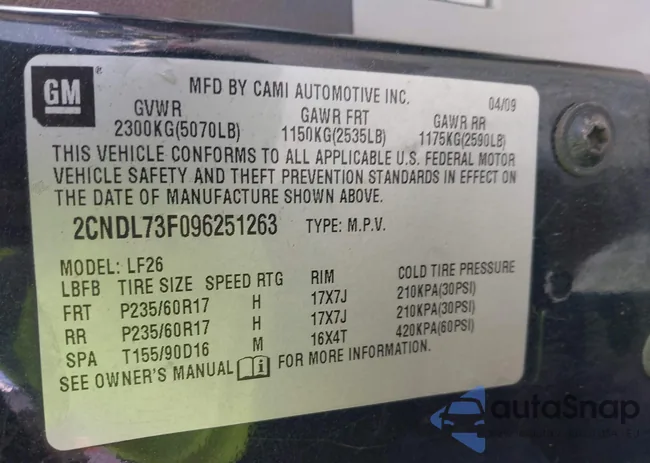 GM
MFD BY CAMI AUTOMOTIVE INC.
04/09
GVWR GAWR FRT GAWR RR
2300KG(5070LB) 1150KG(2535LB) 1175KG(2590LB)
THIS VEHICLE CONFORMS TO ALL APPLICABLE U.S. FEDERAL MOTOR
VEHICLE SAFETY AND THEFT PREVENTION STANDARDS IN EFFECT ON
THE DATE OF MANUFACTURE SHOWN ABOVE.
2CNDL73F096251263 TYPE: M.P.V.
MODEL: LF26
LBFB TIRE SIZE SPEED RTG RIM COLD TIRE PRESSURE
FRT P235/60R17 H 17X7J 210KPA(30PSI)
RR P235/60R17 H 17X7J 210KPA(30PSI)
SPA T155/90D16 M 16X4T 420KPA(60PSI)
SEE OWNER'S MANUAL FOR MORE INFORMATION.
autaSnap